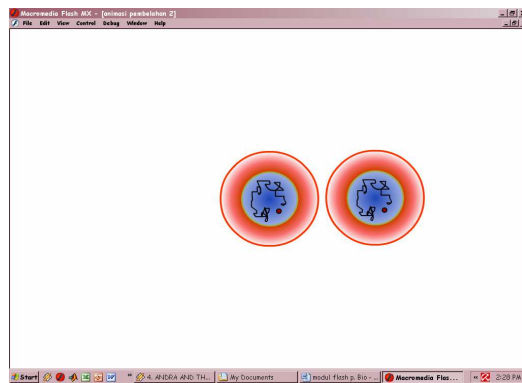 Macromedia Flash MX - [animasi pembelahan 2]
File Edit View Control Debug Window Help
Start " 4. ANDRA AND TH... My Documents modul flash p. Bio - ... Macromedia Flas... « 2:28 PM